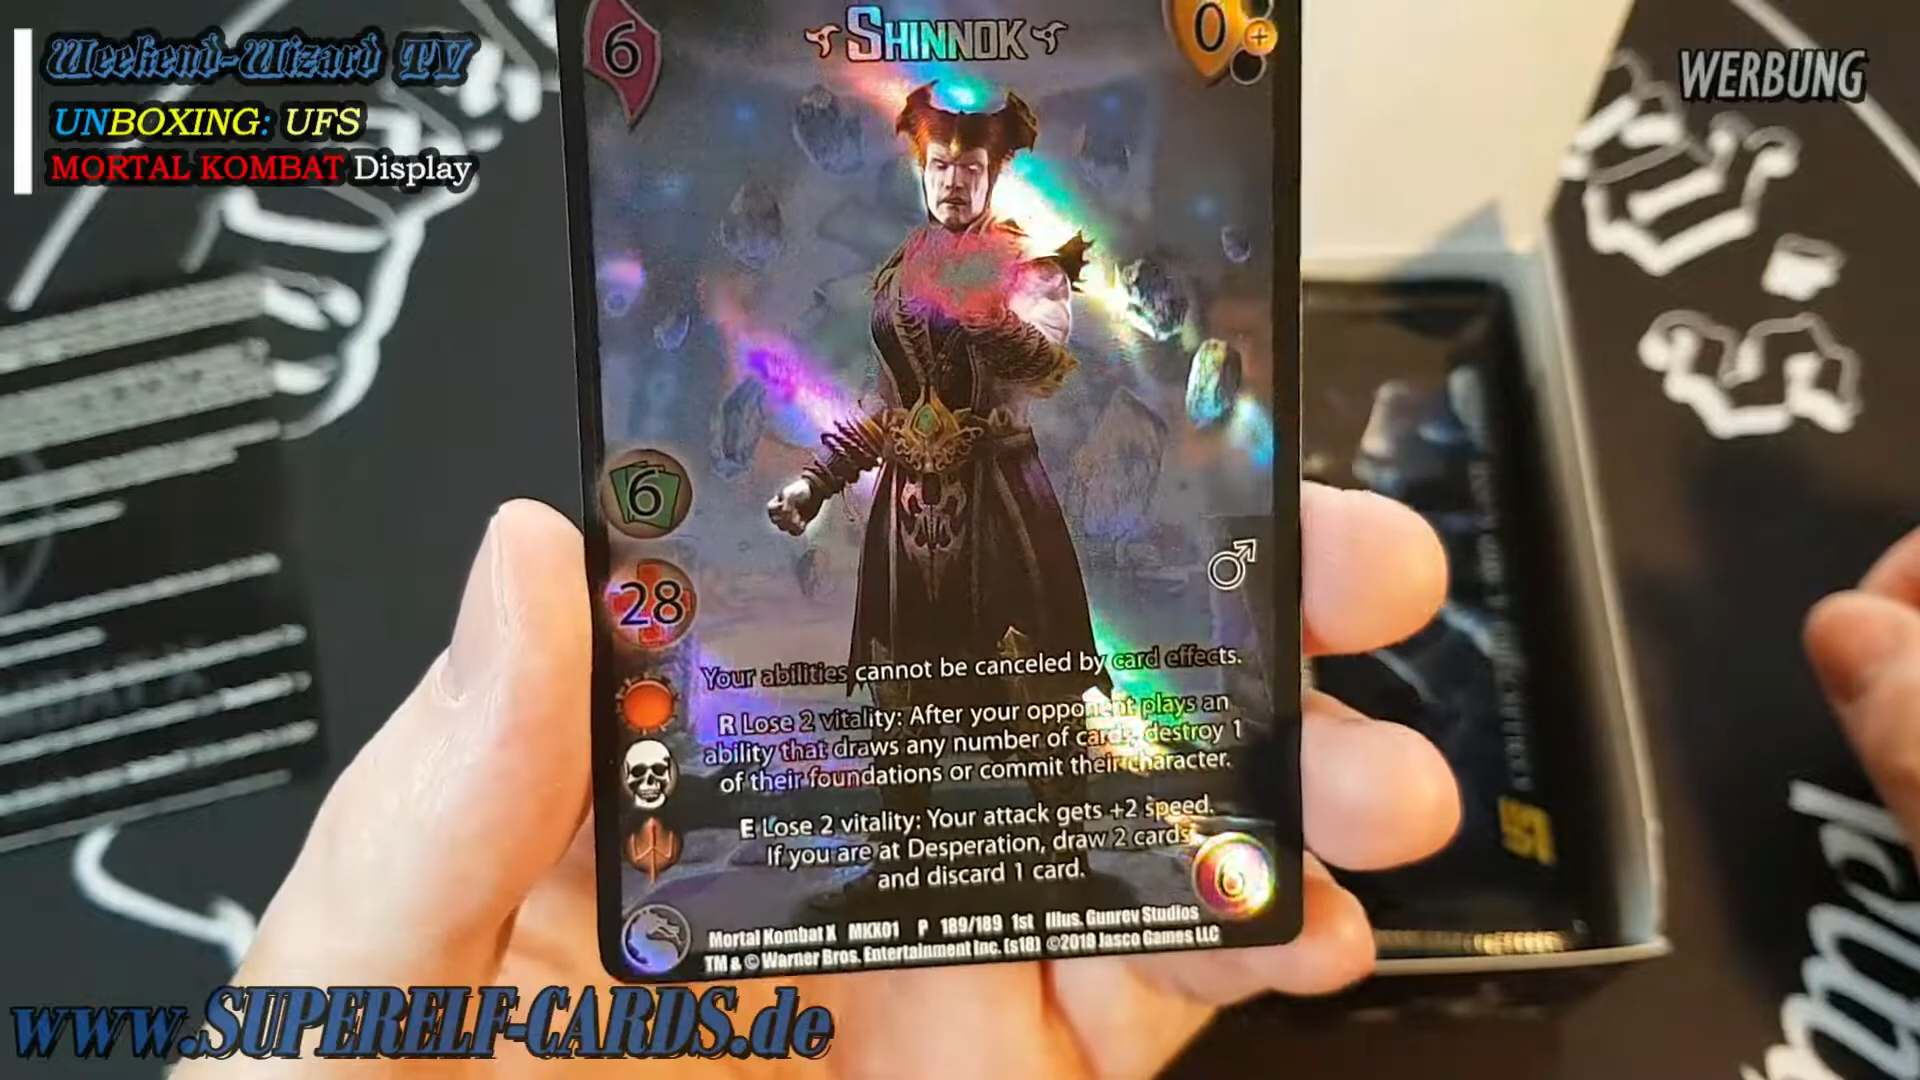 Weekend-Wizard TV
UNBOXING: UFS
MORTAL KOMBAT Display
WERBUNG
6
SHINNOK
0
+
6
28
Your abilities cannot be canceled by card effects.
R Lose 2 vitality: After your opponent plays an
ability that draws any number of cards, destroy 1
of their foundations or commit their character.
E Lose 2 vitality: Your attack gets +2 speed.
If you are at Desperation, draw 2 cards
and discard 1 card.
6
Mortal Kombat X MKX01 P 189/189 1st Illus. Gunrev Studios
TM & © Warner Bros. Entertainment Inc. (s18) ©2018 Jasco Games LLC
www.SUPERELF-CARDS.de